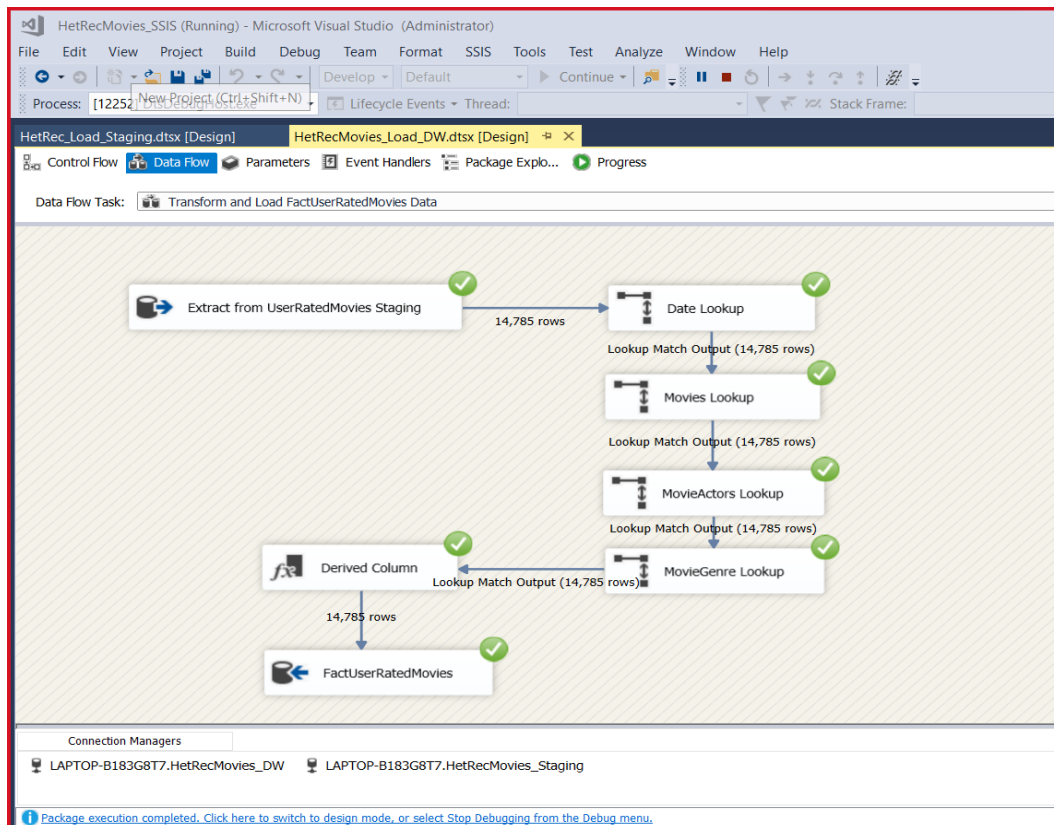 HetRecMovies_SSIS (Running) - Microsoft Visual Studio (Administrator)
File Edit View Project Build Debug Team Format SSIS Tools Test Analyze Window Help
Develop Default Continue
Process: [12252] DtsDebugHost.exe Lifecycle Events Thread: Stack Frame:
New Project (Ctrl+Shift+N)
HetRec_Load_Staging.dtsx [Design] HetRecMovies_Load_DW.dtsx [Design]
Control Flow Data Flow Parameters Event Handlers Package Explo... Progress
Data Flow Task: Transform and Load FactUserRatedMovies Data
Extract from UserRatedMovies Staging
14,785 rows
Date Lookup
Lookup Match Output (14,785 rows)
Movies Lookup
Lookup Match Output (14,785 rows)
MovieActors Lookup
Lookup Match Output (14,785 rows)
MovieGenre Lookup
Lookup Match Output (14,785 rows)
Derived Column
14,785 rows
FactUserRatedMovies
Connection Managers
LAPTOP-B183G8T7.HetRecMovies_DW LAPTOP-B183G8T7.HetRecMovies_Staging
Package execution completed. Click here to switch to design mode, or select Stop Debugging from the Debug menu.